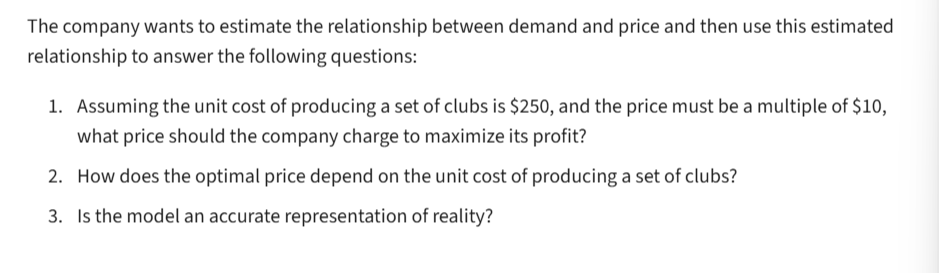 The company wants to estimate the relationship between demand and price and then use this estimated
relationship to answer the following questions:
1. Assuming the unit cost of producing a set of clubs is $250, and the price must be a multiple of $10,
what price should the company charge to maximize its profit?
2. How does the optimal price depend on the unit cost of producing a set of clubs?
3. Is the model an accurate representation of reality?